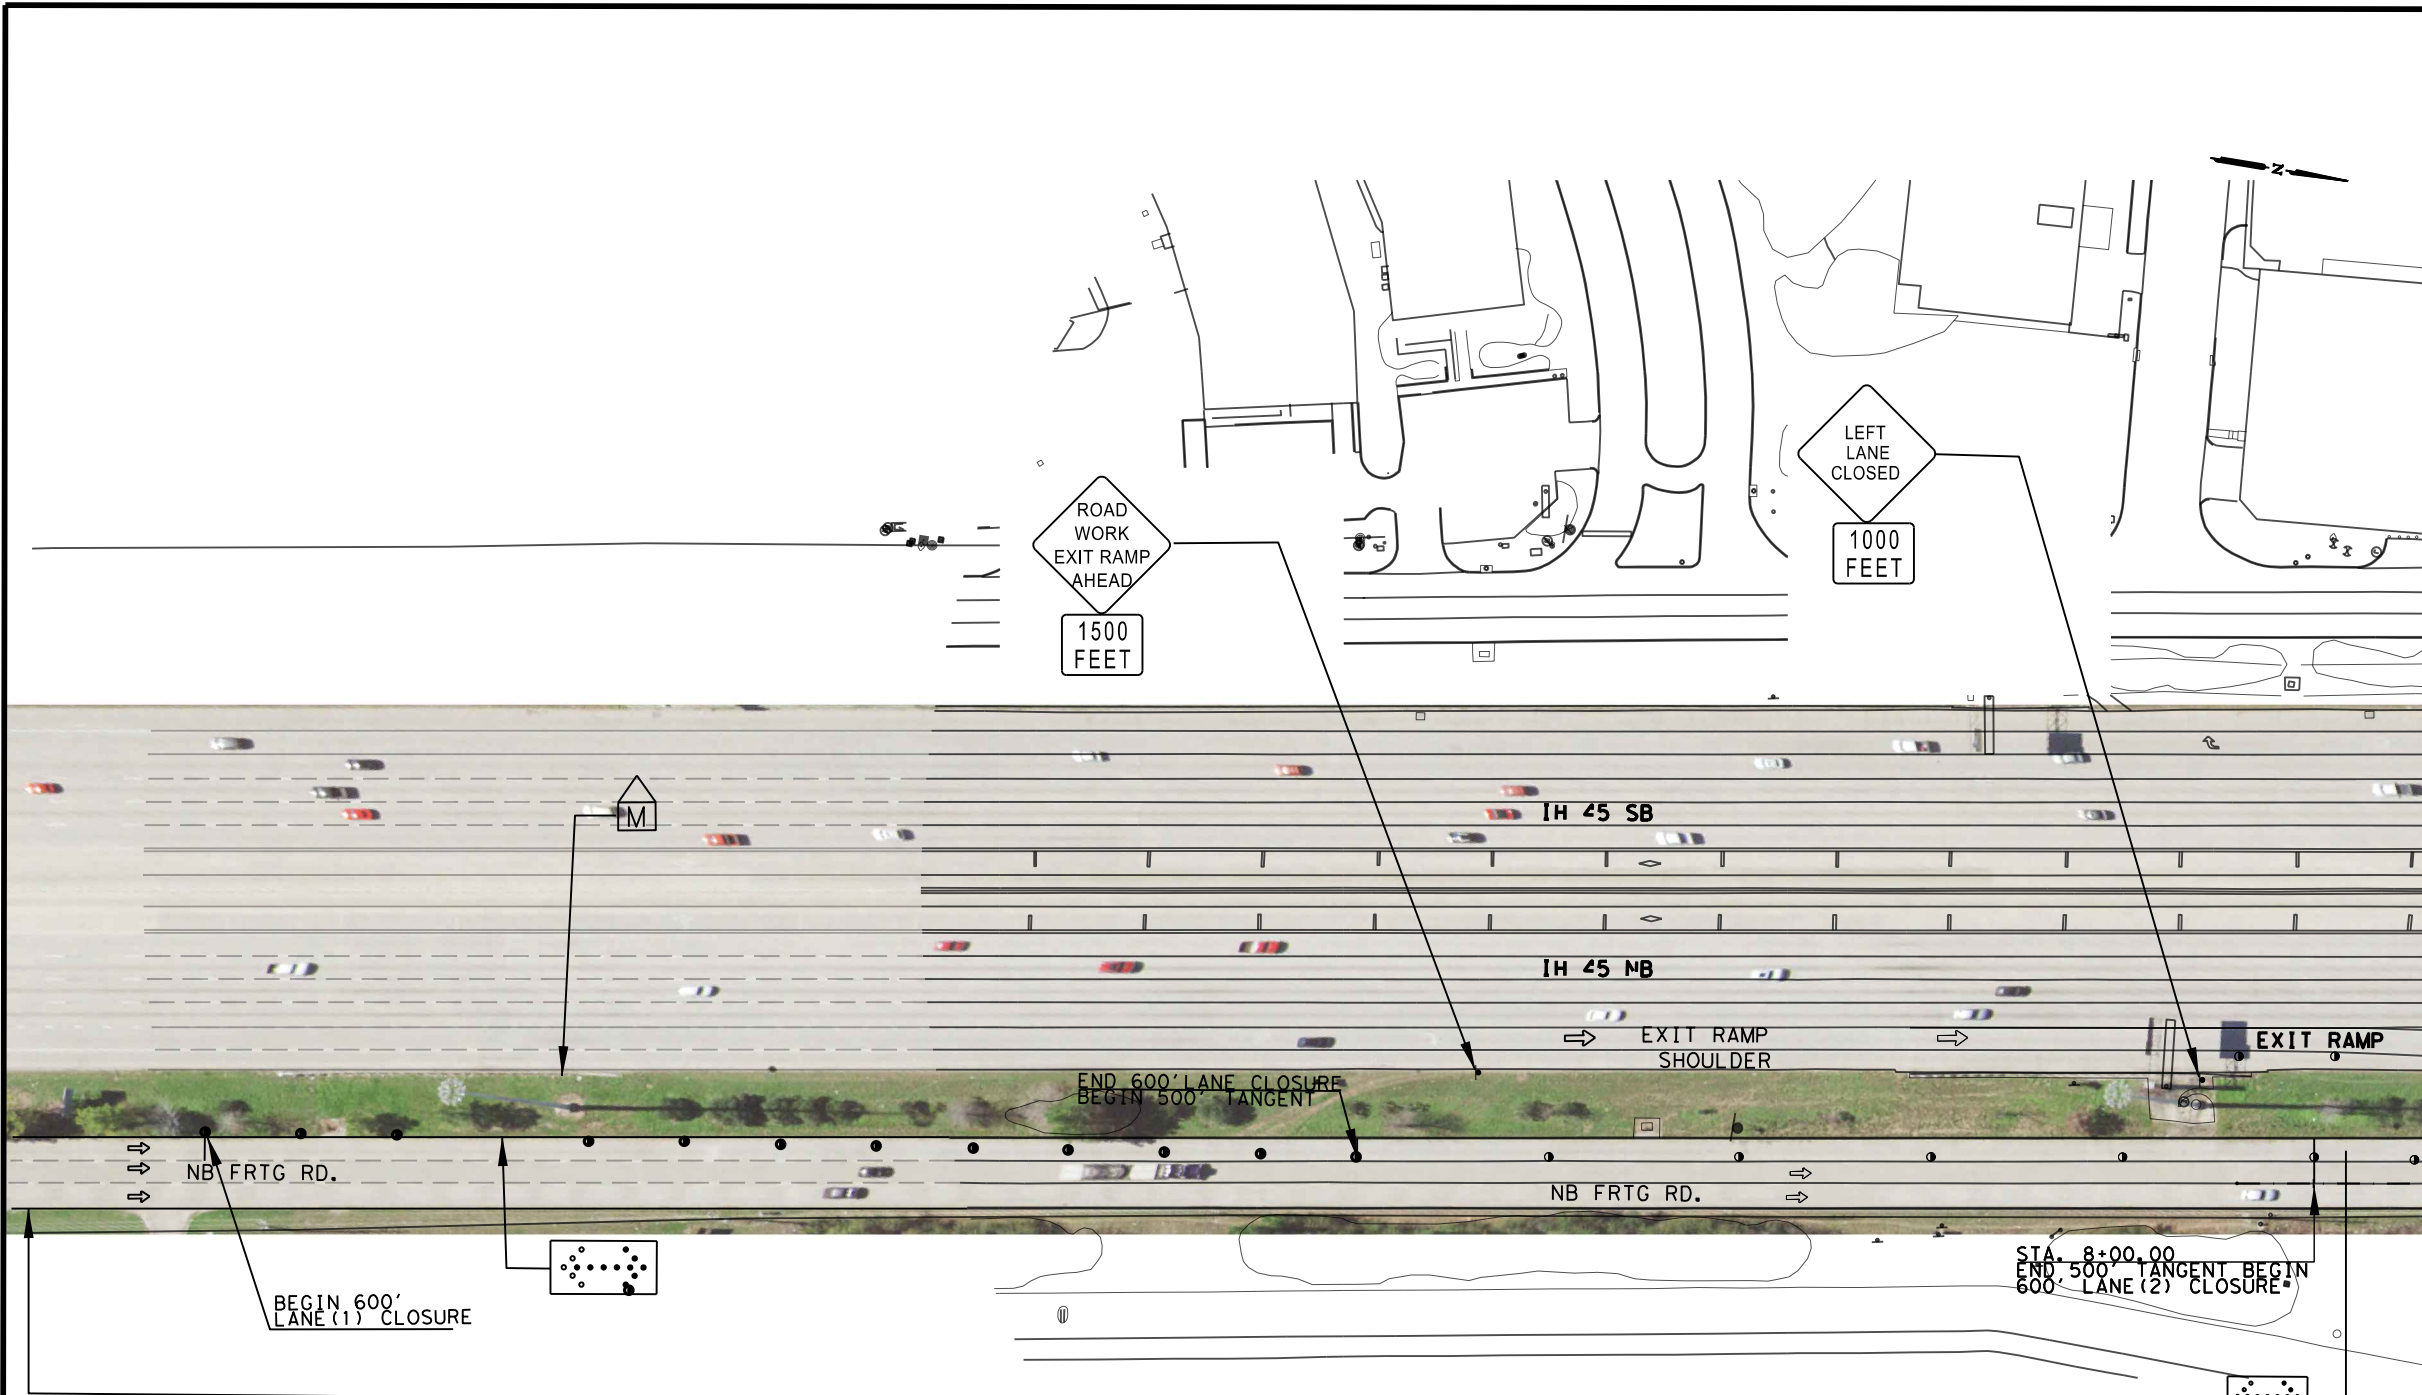 N
LEFT
LANE
CLOSED
1000
FEET
ROAD
WORK
EXIT RAMP
AHEAD
1500
FEET
M
IH 45 SB
IH 45 NB
EXIT RAMP
SHOULDER
EXIT RAMP
END 600' LANE CLOSURE
BEGIN 500' TANGENT
NB FRTG RD.
NB FRTG RD.
STA. 8+00.00
END 500' TANGENT BEGIN
600' LANE(2) CLOSURE
BEGIN 600'
LANE(1) CLOSURE